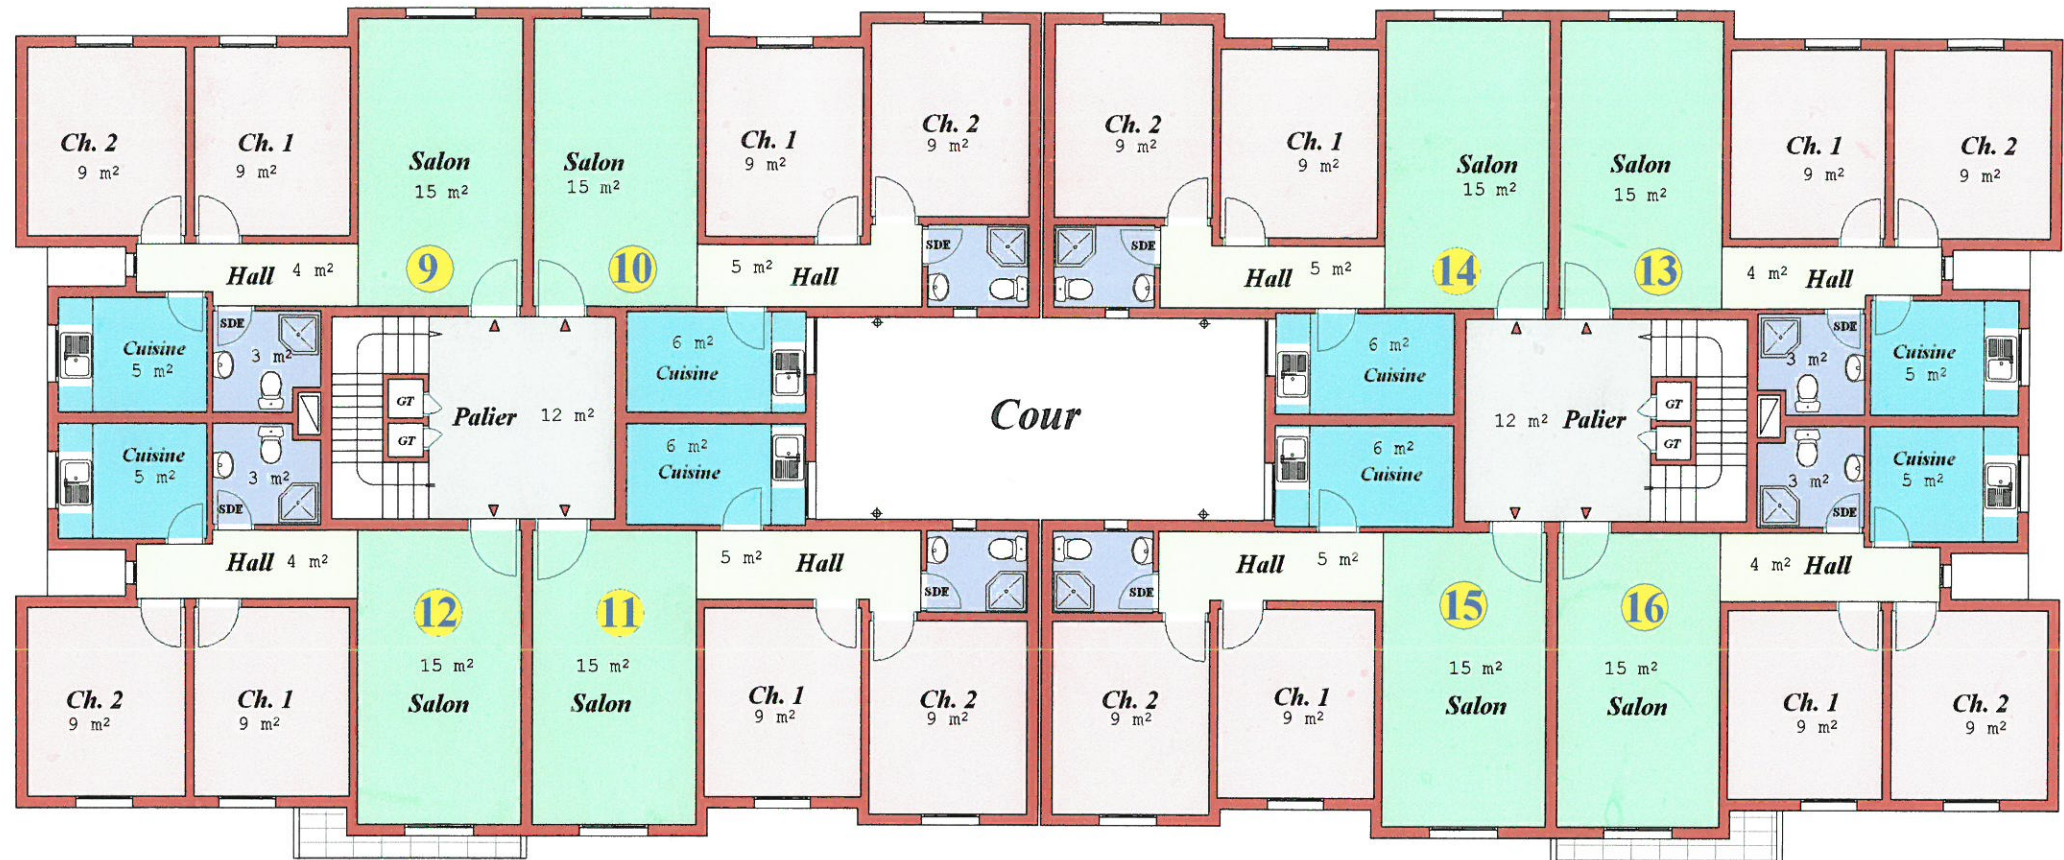 Ch. 2
9 m²
Ch. 1
9 m²
Salon
15 m²
9
Hall 4 m²
Salon
15 m²
10
Ch. 1
9 m²
Ch. 2
9 m²
5 m² Hall
SDE
Ch. 2
9 m²
Ch. 1
9 m²
SDE
Hall 5 m²
Salon
15 m²
14
Salon
15 m²
13
Ch. 1
9 m²
Ch. 2
9 m²
4 m² Hall
Cuisine
5 m²
SDE
3 m²
Cuisine
5 m²
3 m²
SDE
GT
GT
Palier 12 m²
6 m²
Cuisine
6 m²
Cuisine
Cour
6 m²
Cuisine
6 m²
Cuisine
12 m² Palier
GT
GT
SDE
3 m²
Cuisine
5 m²
3 m²
SDE
Cuisine
5 m²
Hall 4 m²
12
15 m²
Salon
Ch. 2
9 m²
Ch. 1
9 m²
11
15 m²
Salon
5 m² Hall
SDE
Ch. 1
9 m²
Ch. 2
9 m²
SDE
Hall 5 m²
Ch. 2
9 m²
Ch. 1
9 m²
15
15 m²
Salon
16
15 m²
Salon
4 m² Hall
Ch. 1
9 m²
Ch. 2
9 m²